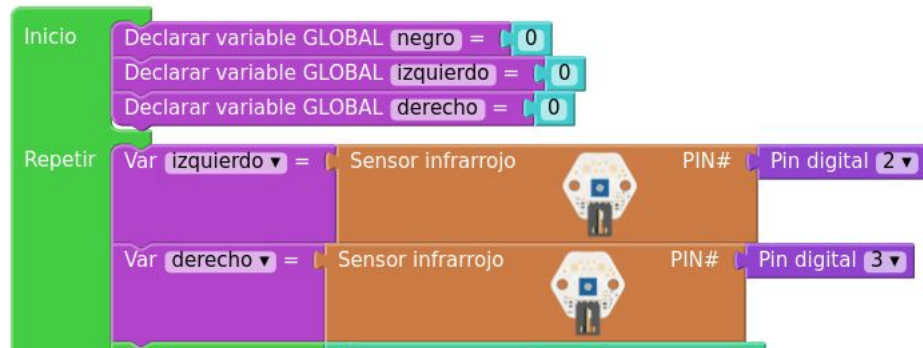 Inicio Declarar variable GLOBAL negro = 0
Declarar variable GLOBAL izquierdo = 0
Declarar variable GLOBAL derecho = 0
Repetir Var izquierdo ▾ = Sensor infrarrojo PIN# Pin digital 2 ▾
Var derecho ▾ = Sensor infrarrojo PIN# Pin digital 3 ▾